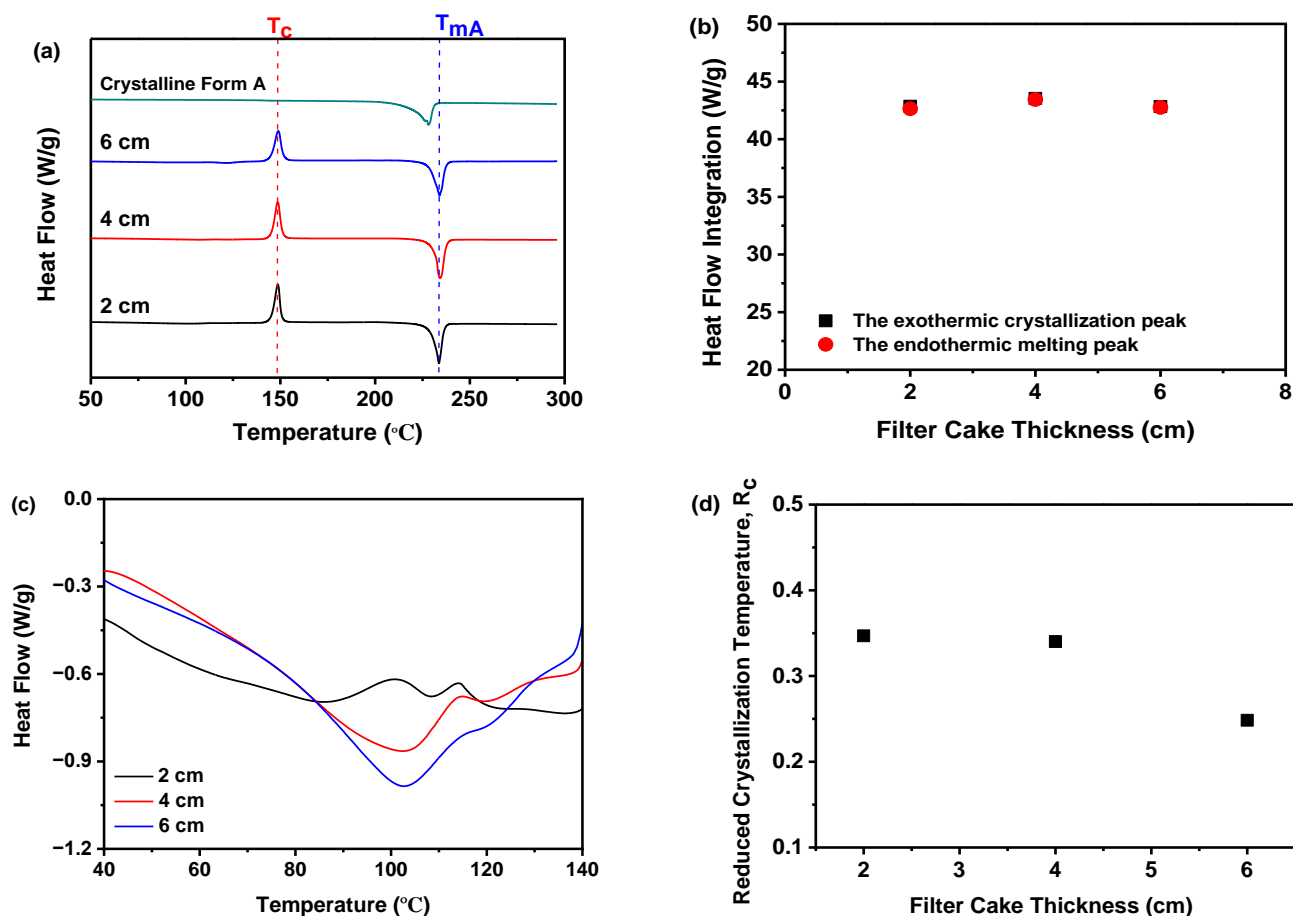 (a)
Tc
TmA
Crystalline Form A
6 cm
4 cm
2 cm
Heat Flow (W/g)
50 100 150 200 250 300
Temperature (°C)
(b)
50
45
40
35
30
25
20
Heat Flow Integration (W/g)
The exothermic crystallization peak
The endothermic melting peak
0 2 4 6 8
Filter Cake Thickness (cm)
(c)
0.0
−0.3
−0.6
−0.9
−1.2
Heat Flow (W/g)
2 cm
4 cm
6 cm
40 60 80 100 120 140
Temperature (ºC)
(d)
0.5
0.4
0.3
0.2
0.1
Reduced Crystallization Temperature, Rc
2 3 4 5 6
Filter Cake Thickness (cm)